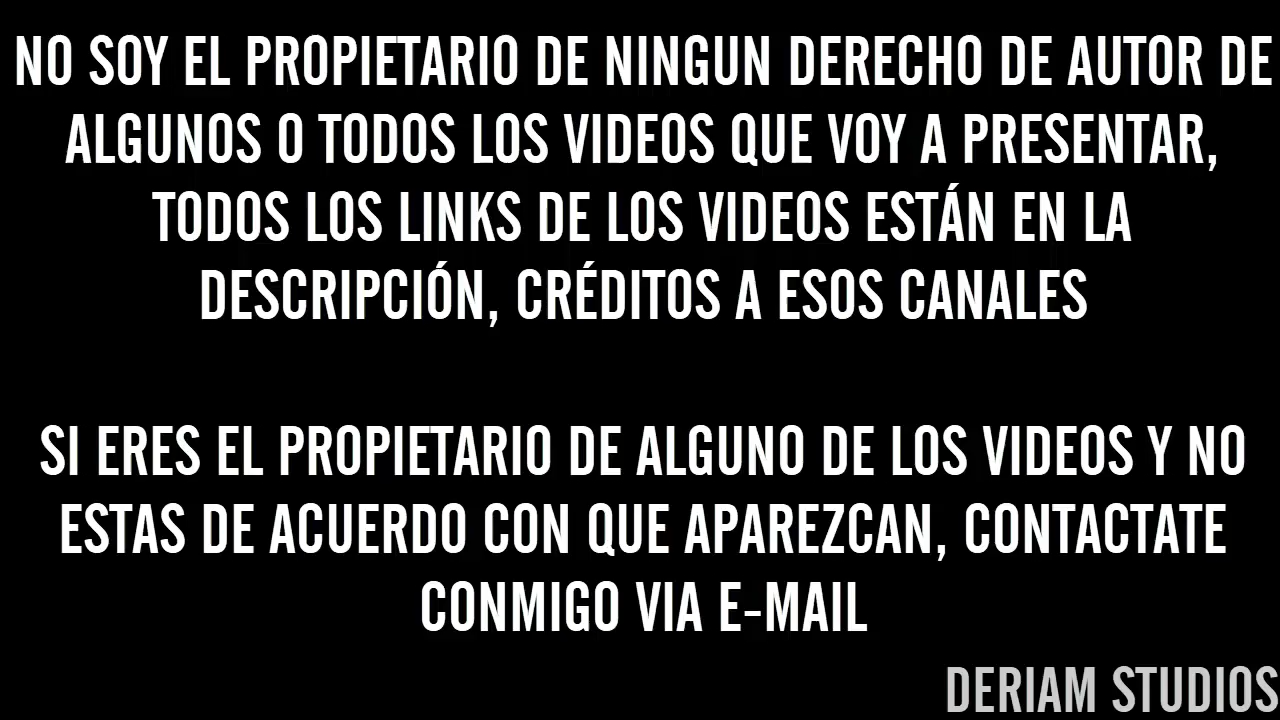 NO SOY EL PROPIETARIO DE NINGUN DERECHO DE AUTOR DE
ALGUNOS O TODOS LOS VIDEOS QUE VOY A PRESENTAR,
TODOS LOS LINKS DE LOS VIDEOS ESTÁN EN LA
DESCRIPCIÓN, CRÉDITOS A ESOS CANALES
SI ERES EL PROPIETARIO DE ALGUNO DE LOS VIDEOS Y NO
ESTAS DE ACUERDO CON QUE APAREZCAN, CONTACTATE
CONMIGO VIA E-MAIL
DERIAM STUDIOS